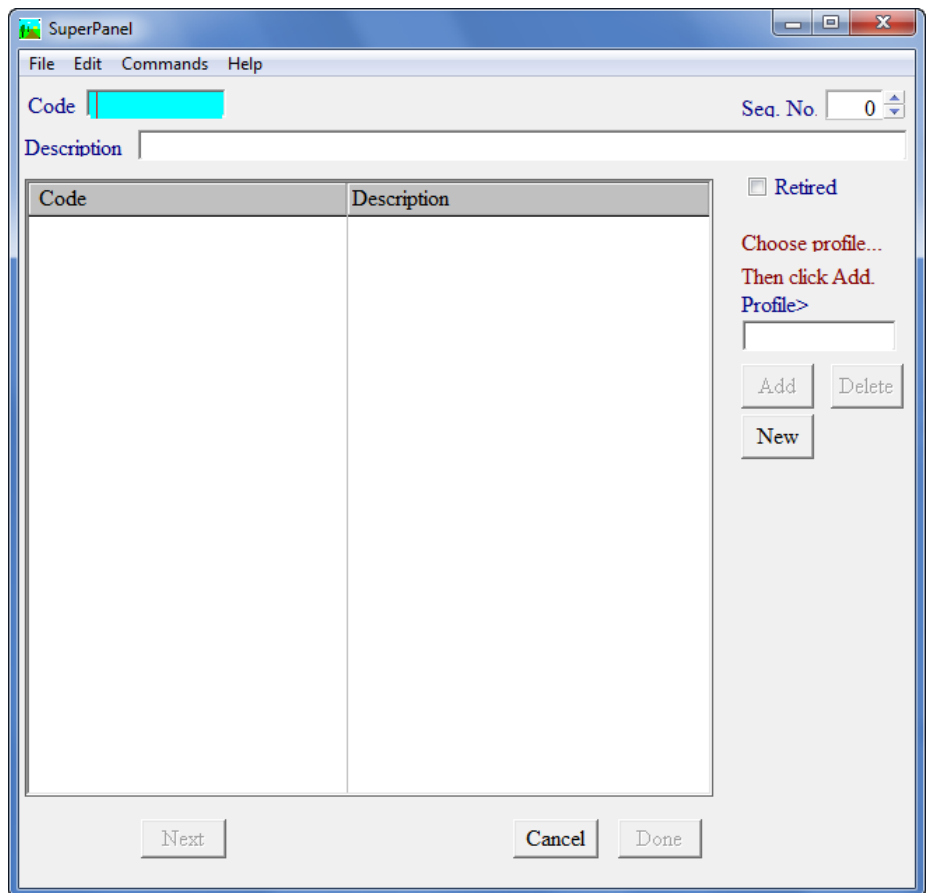 SuperPanel
File Edit Commands Help
Code
Seq. No. 0
Description
Code Description
Retired
Choose profile...
Then click Add.
Profile>
Add Delete
New
Next Cancel Done